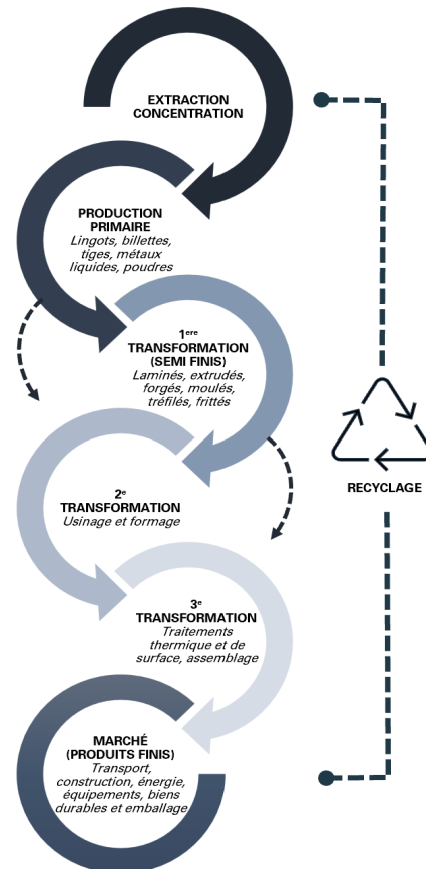 EXTRACTION
CONCENTRATION
PRODUCTION
PRIMAIRE
Lingots, billettes,
tiges, métaux
liquides, poudres
1ere
TRANSFORMATION
(SEMI FINIS)
Laminés, extrudés,
forgés, moulés,
tréfilés, frittés
RECYCLAGE
2e
TRANSFORMATION
Usinage et formage
3e
TRANSFORMATION
Traitements
thermique et de
surface, assemblage
MARCHÉ
(PRODUITS FINIS)
Transport,
construction, énergie,
équipements, biens
durables et emballage